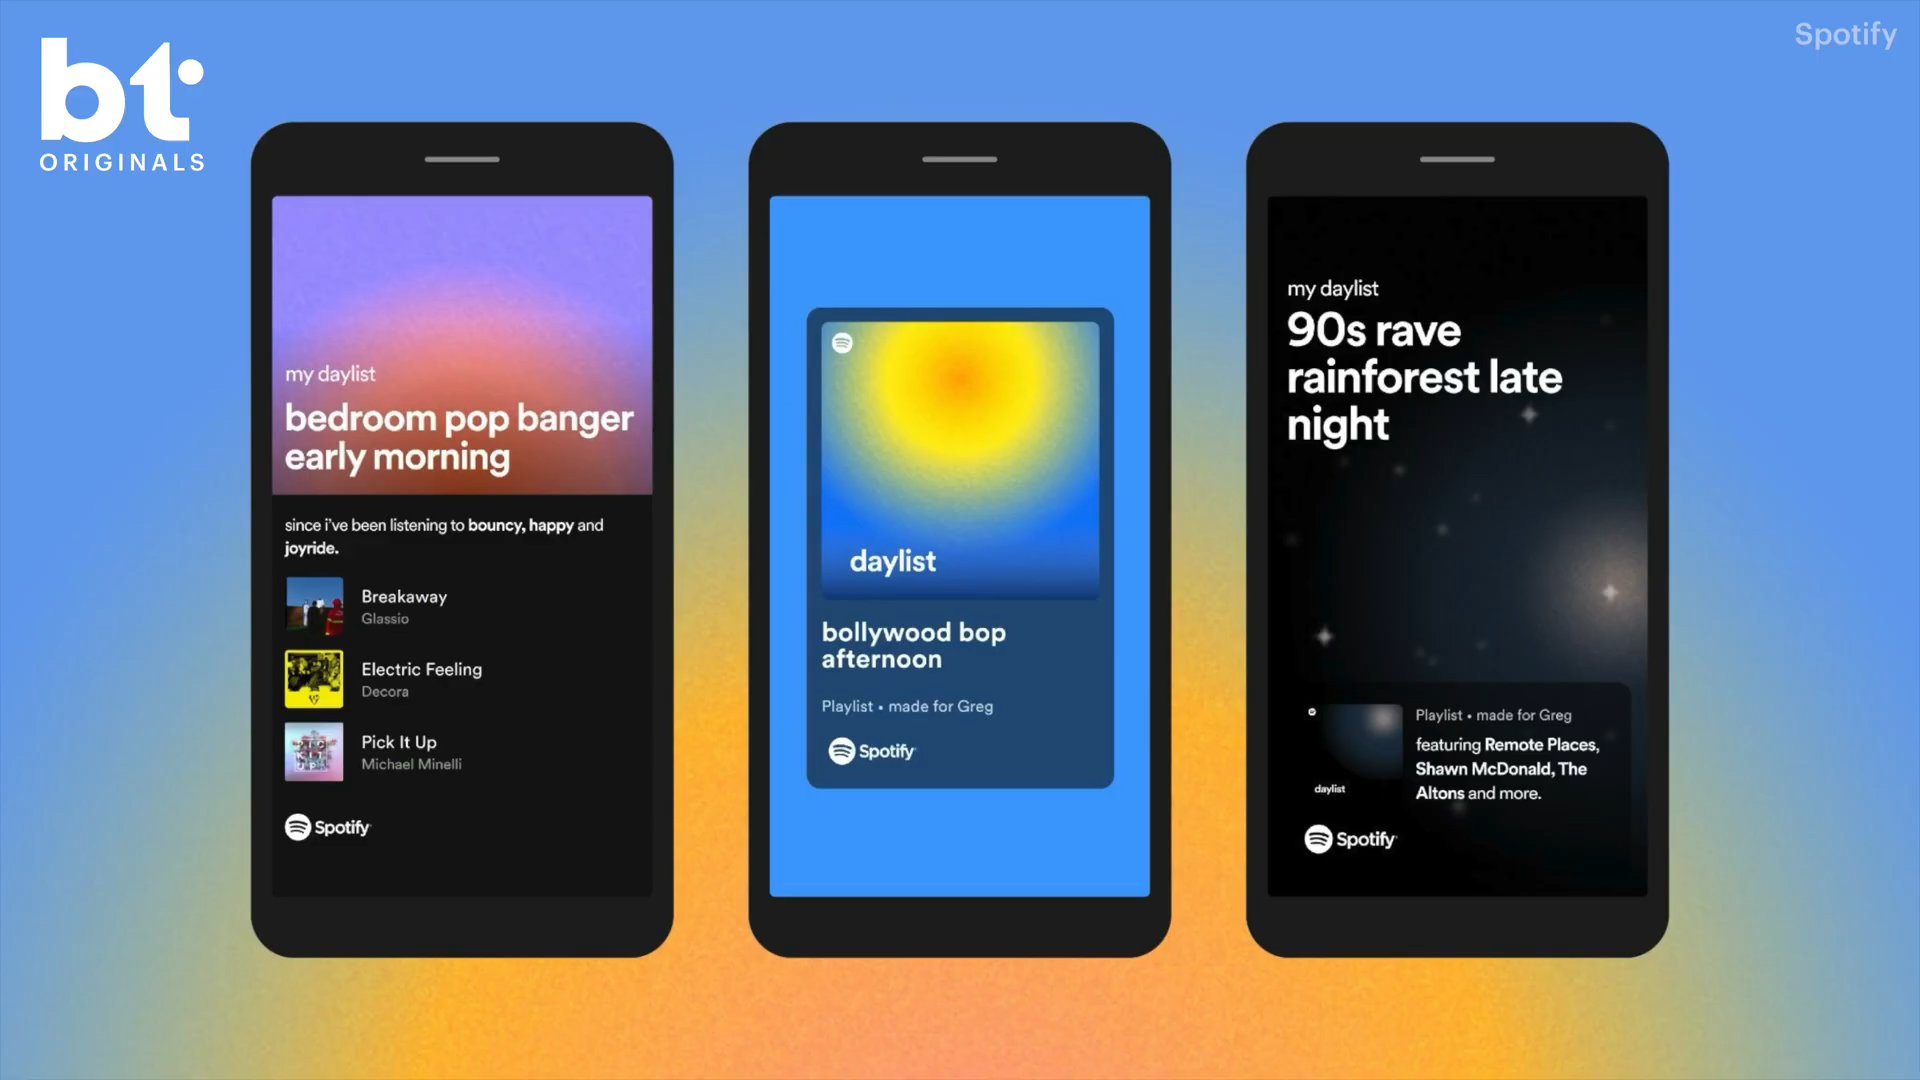 bt
ORIGINALS
Spotify
my daylist
bedroom pop banger
early morning
since i've been listening to bouncy, happy and
joyride.
Breakaway
Glassio
Electric Feeling
Decora
Pick It Up
Michael Minelli
Spotify
daylist
bollywood bop
afternoon
Playlist • made for Greg
Spotify
my daylist
90s rave
rainforest late
night
daylist
Playlist • made for Greg
featuring Remote Places,
Shawn McDonald, The
Altons and more.
Spotify